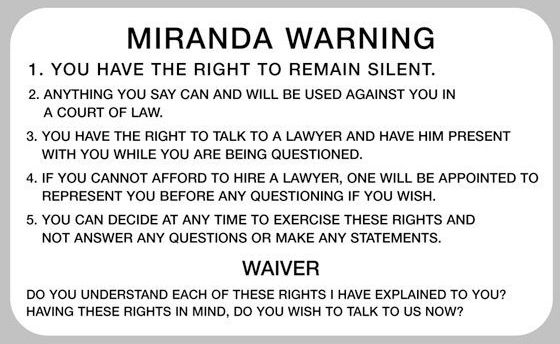 MIRANDA WARNING
1. YOU HAVE THE RIGHT TO REMAIN SILENT.
2. ANYTHING YOU SAY CAN AND WILL BE USED AGAINST YOU IN
A COURT OF LAW.
3. YOU HAVE THE RIGHT TO TALK TO A LAWYER AND HAVE HIM PRESENT
WITH YOU WHILE YOU ARE BEING QUESTIONED.
4. IF YOU CANNOT AFFORD TO HIRE A LAWYER, ONE WILL BE APPOINTED TO
REPRESENT YOU BEFORE ANY QUESTIONING IF YOU WISH.
5. YOU CAN DECIDE AT ANY TIME TO EXERCISE THESE RIGHTS AND
NOT ANSWER ANY QUESTIONS OR MAKE ANY STATEMENTS.
WAIVER
DO YOU UNDERSTAND EACH OF THESE RIGHTS I HAVE EXPLAINED TO YOU?
HAVING THESE RIGHTS IN MIND, DO YOU WISH TO TALK TO US NOW?